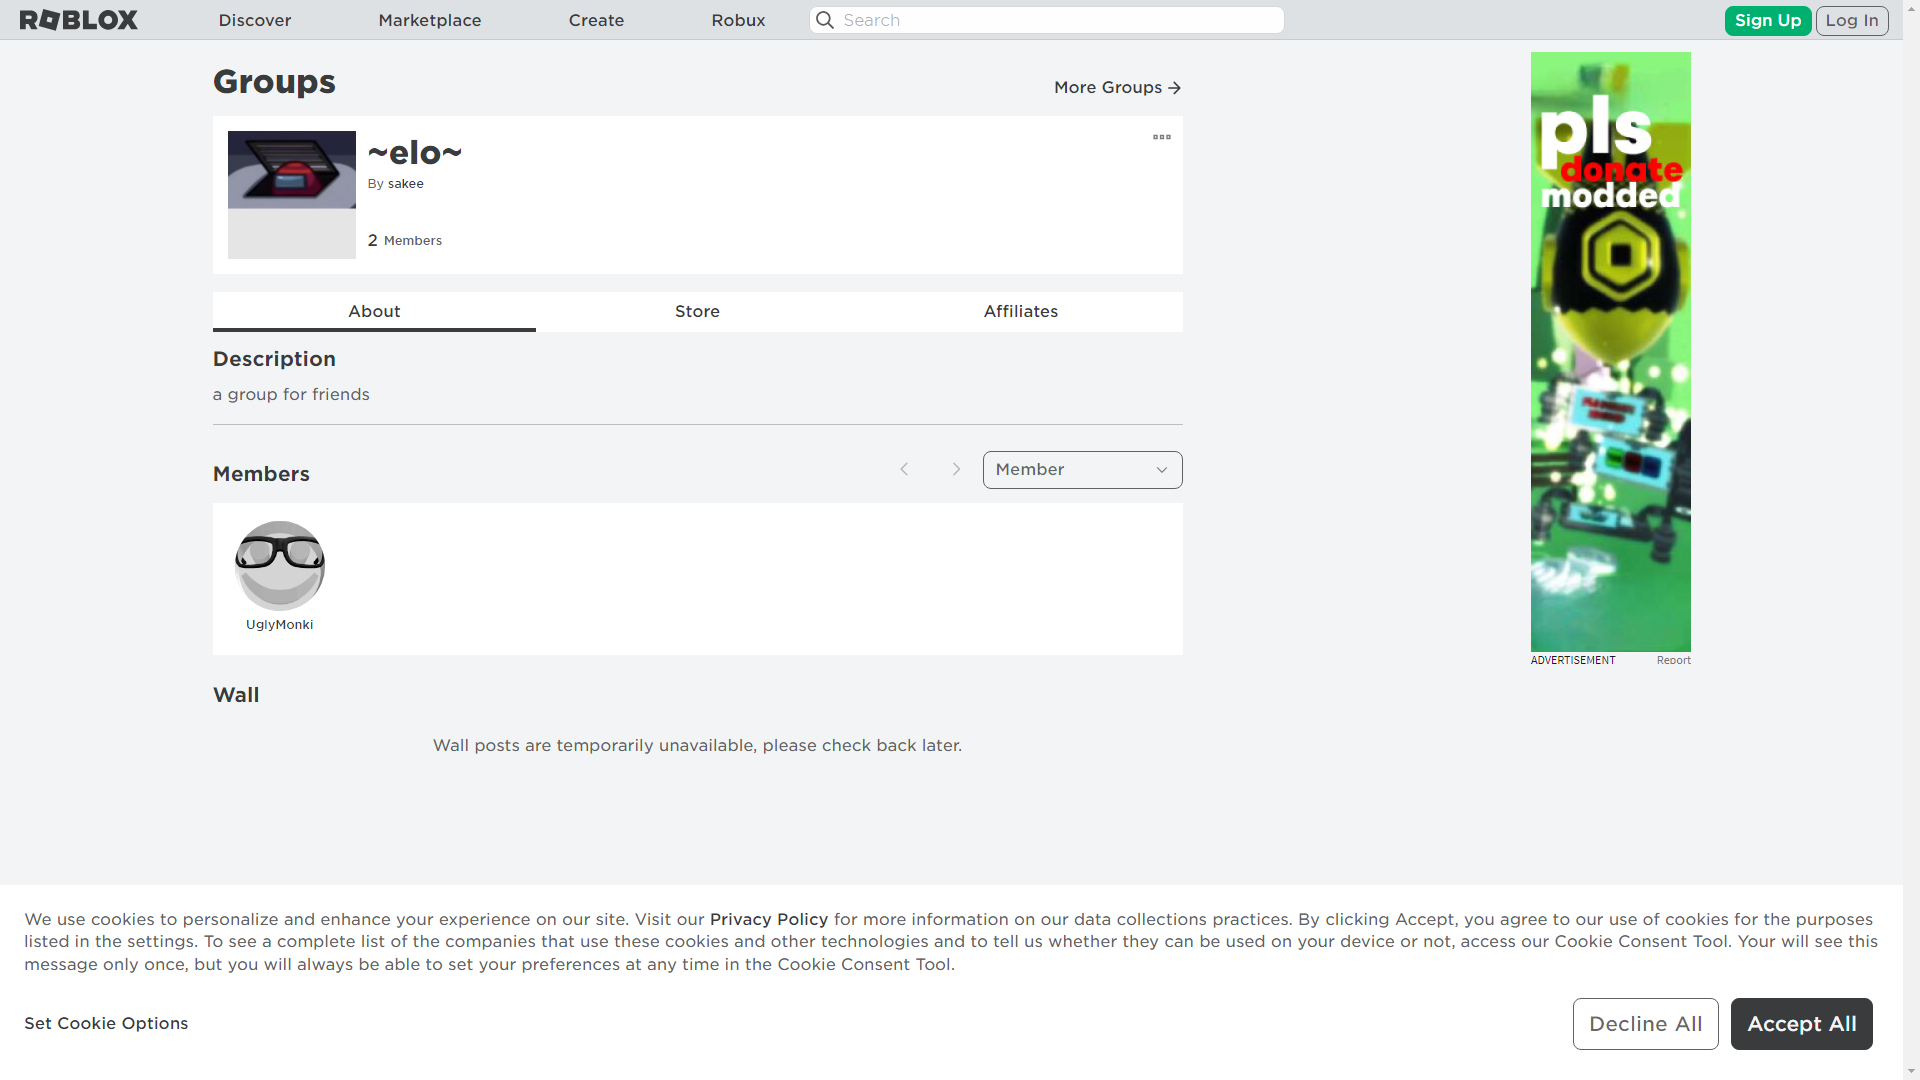 ROBLOX
Discover
Marketplace
Create
Robux
Search
Sign Up
Log In
Groups
More Groups
~elo~
By sakee
2 Members
About
Store
Affiliates
Description
a group for friends
Members
Member
UglyMonki
Wall
Wall posts are temporarily unavailable, please check back later.
pls
donate
modded
ADVERTISEMENT
Report
We use cookies to personalize and enhance your experience on our site. Visit our Privacy Policy for more information on our data collections practices. By clicking Accept, you agree to our use of cookies for the purposes
listed in the settings. To see a complete list of the companies that use these cookies and other technologies and to tell us whether they can be used on your device or not, access our Cookie Consent Tool. Your will see this
message only once, but you will always be able to set your preferences at any time in the Cookie Consent Tool.
Set Cookie Options
Decline All
Accept All